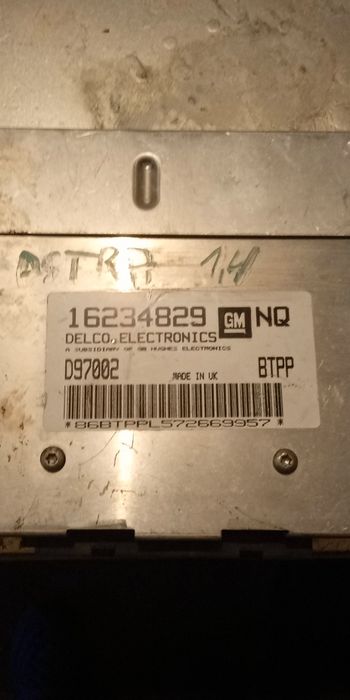 ASTRA 1,4
16234829 GM NQ
DELCO ELECTRONICS
A SUBSIDIARY OF GM HUGHES ELECTRONICS
D97002 MADE IN UK BTPP
*86BTPPL572669957*